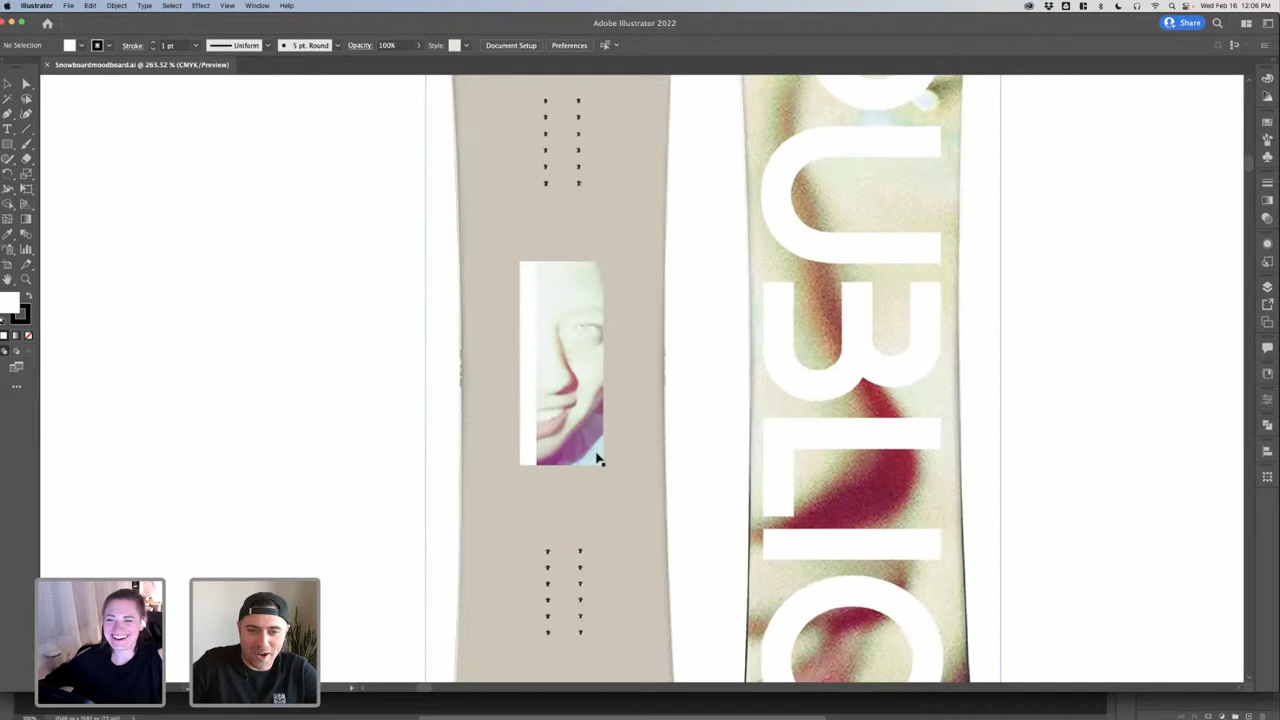 Illustrator File Edit Object Type Select Effect View Window Help
Wed Feb 16 12:06 PM
Adobe Illustrator 2022
Share
No Selection Stroke: 1 pt Uniform 5 pt. Round Opacity: 100% Style: Document Setup Preferences
× Snowboardmoodboard.ai @ 265.52 % (CMYK/Preview)
PUBLIC